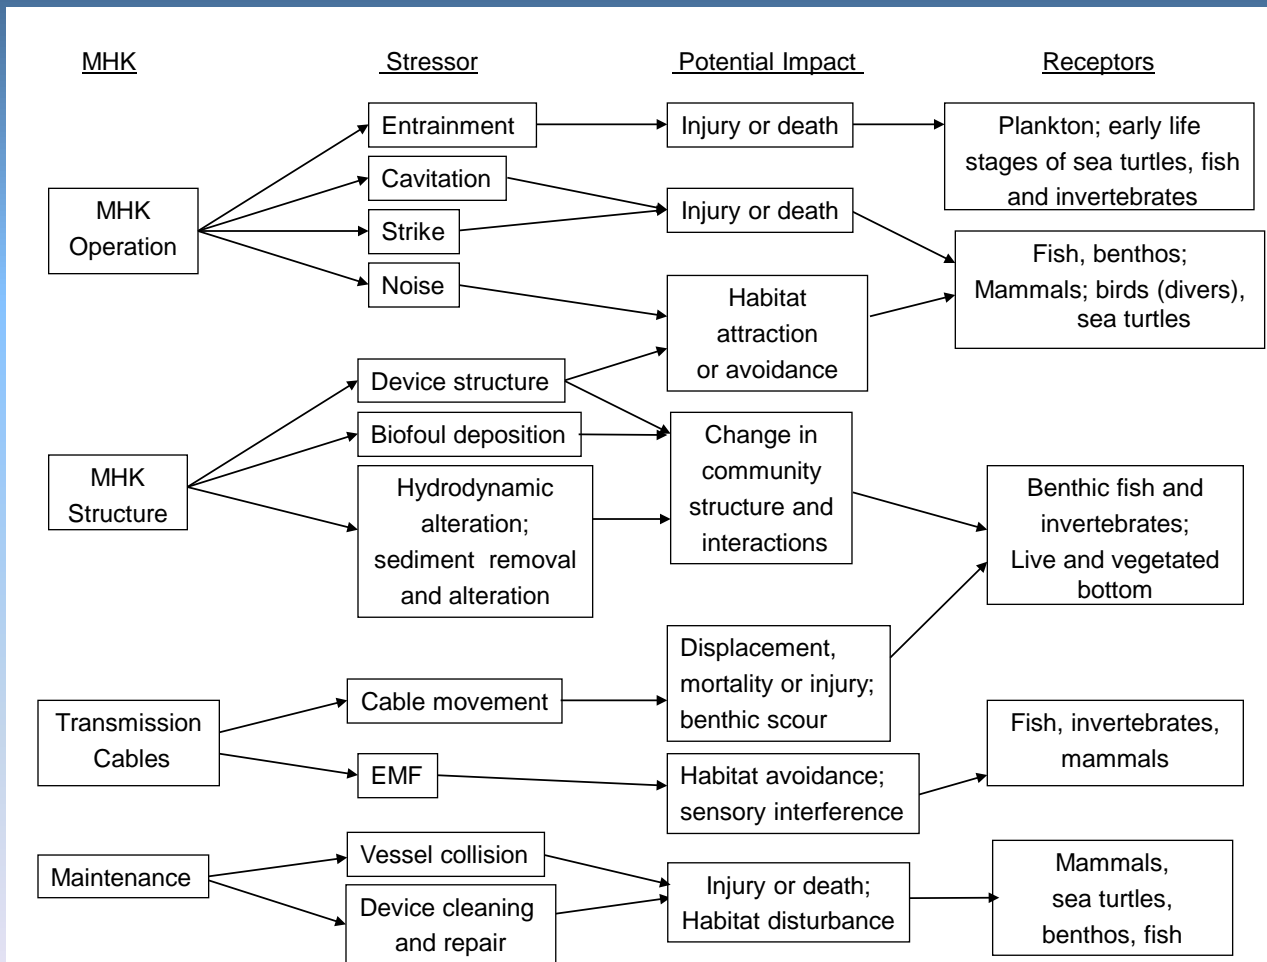 MHK
Stressor
Potential Impact
Receptors
MHK
Operation
Entrainment
Cavitation
Strike
Noise
Injury or death
Injury or death
Habitat
attraction
or avoidance
Plankton; early life
stages of sea turtles, fish
and invertebrates
Fish, benthos;
Mammals; birds (divers),
sea turtles
MHK
Structure
Device structure
Biofoul deposition
Hydrodynamic
alteration;
sediment removal
and alteration
Change in
community
structure and
interactions
Benthic fish and
invertebrates;
Live and vegetated
bottom
Transmission
Cables
Cable movement
EMF
Displacement,
mortality or injury;
benthic scour
Habitat avoidance;
sensory interference
Fish, invertebrates,
mammals
Maintenance
Vessel collision
Device cleaning
and repair
Injury or death;
Habitat disturbance
Mammals,
sea turtles,
benthos, fish